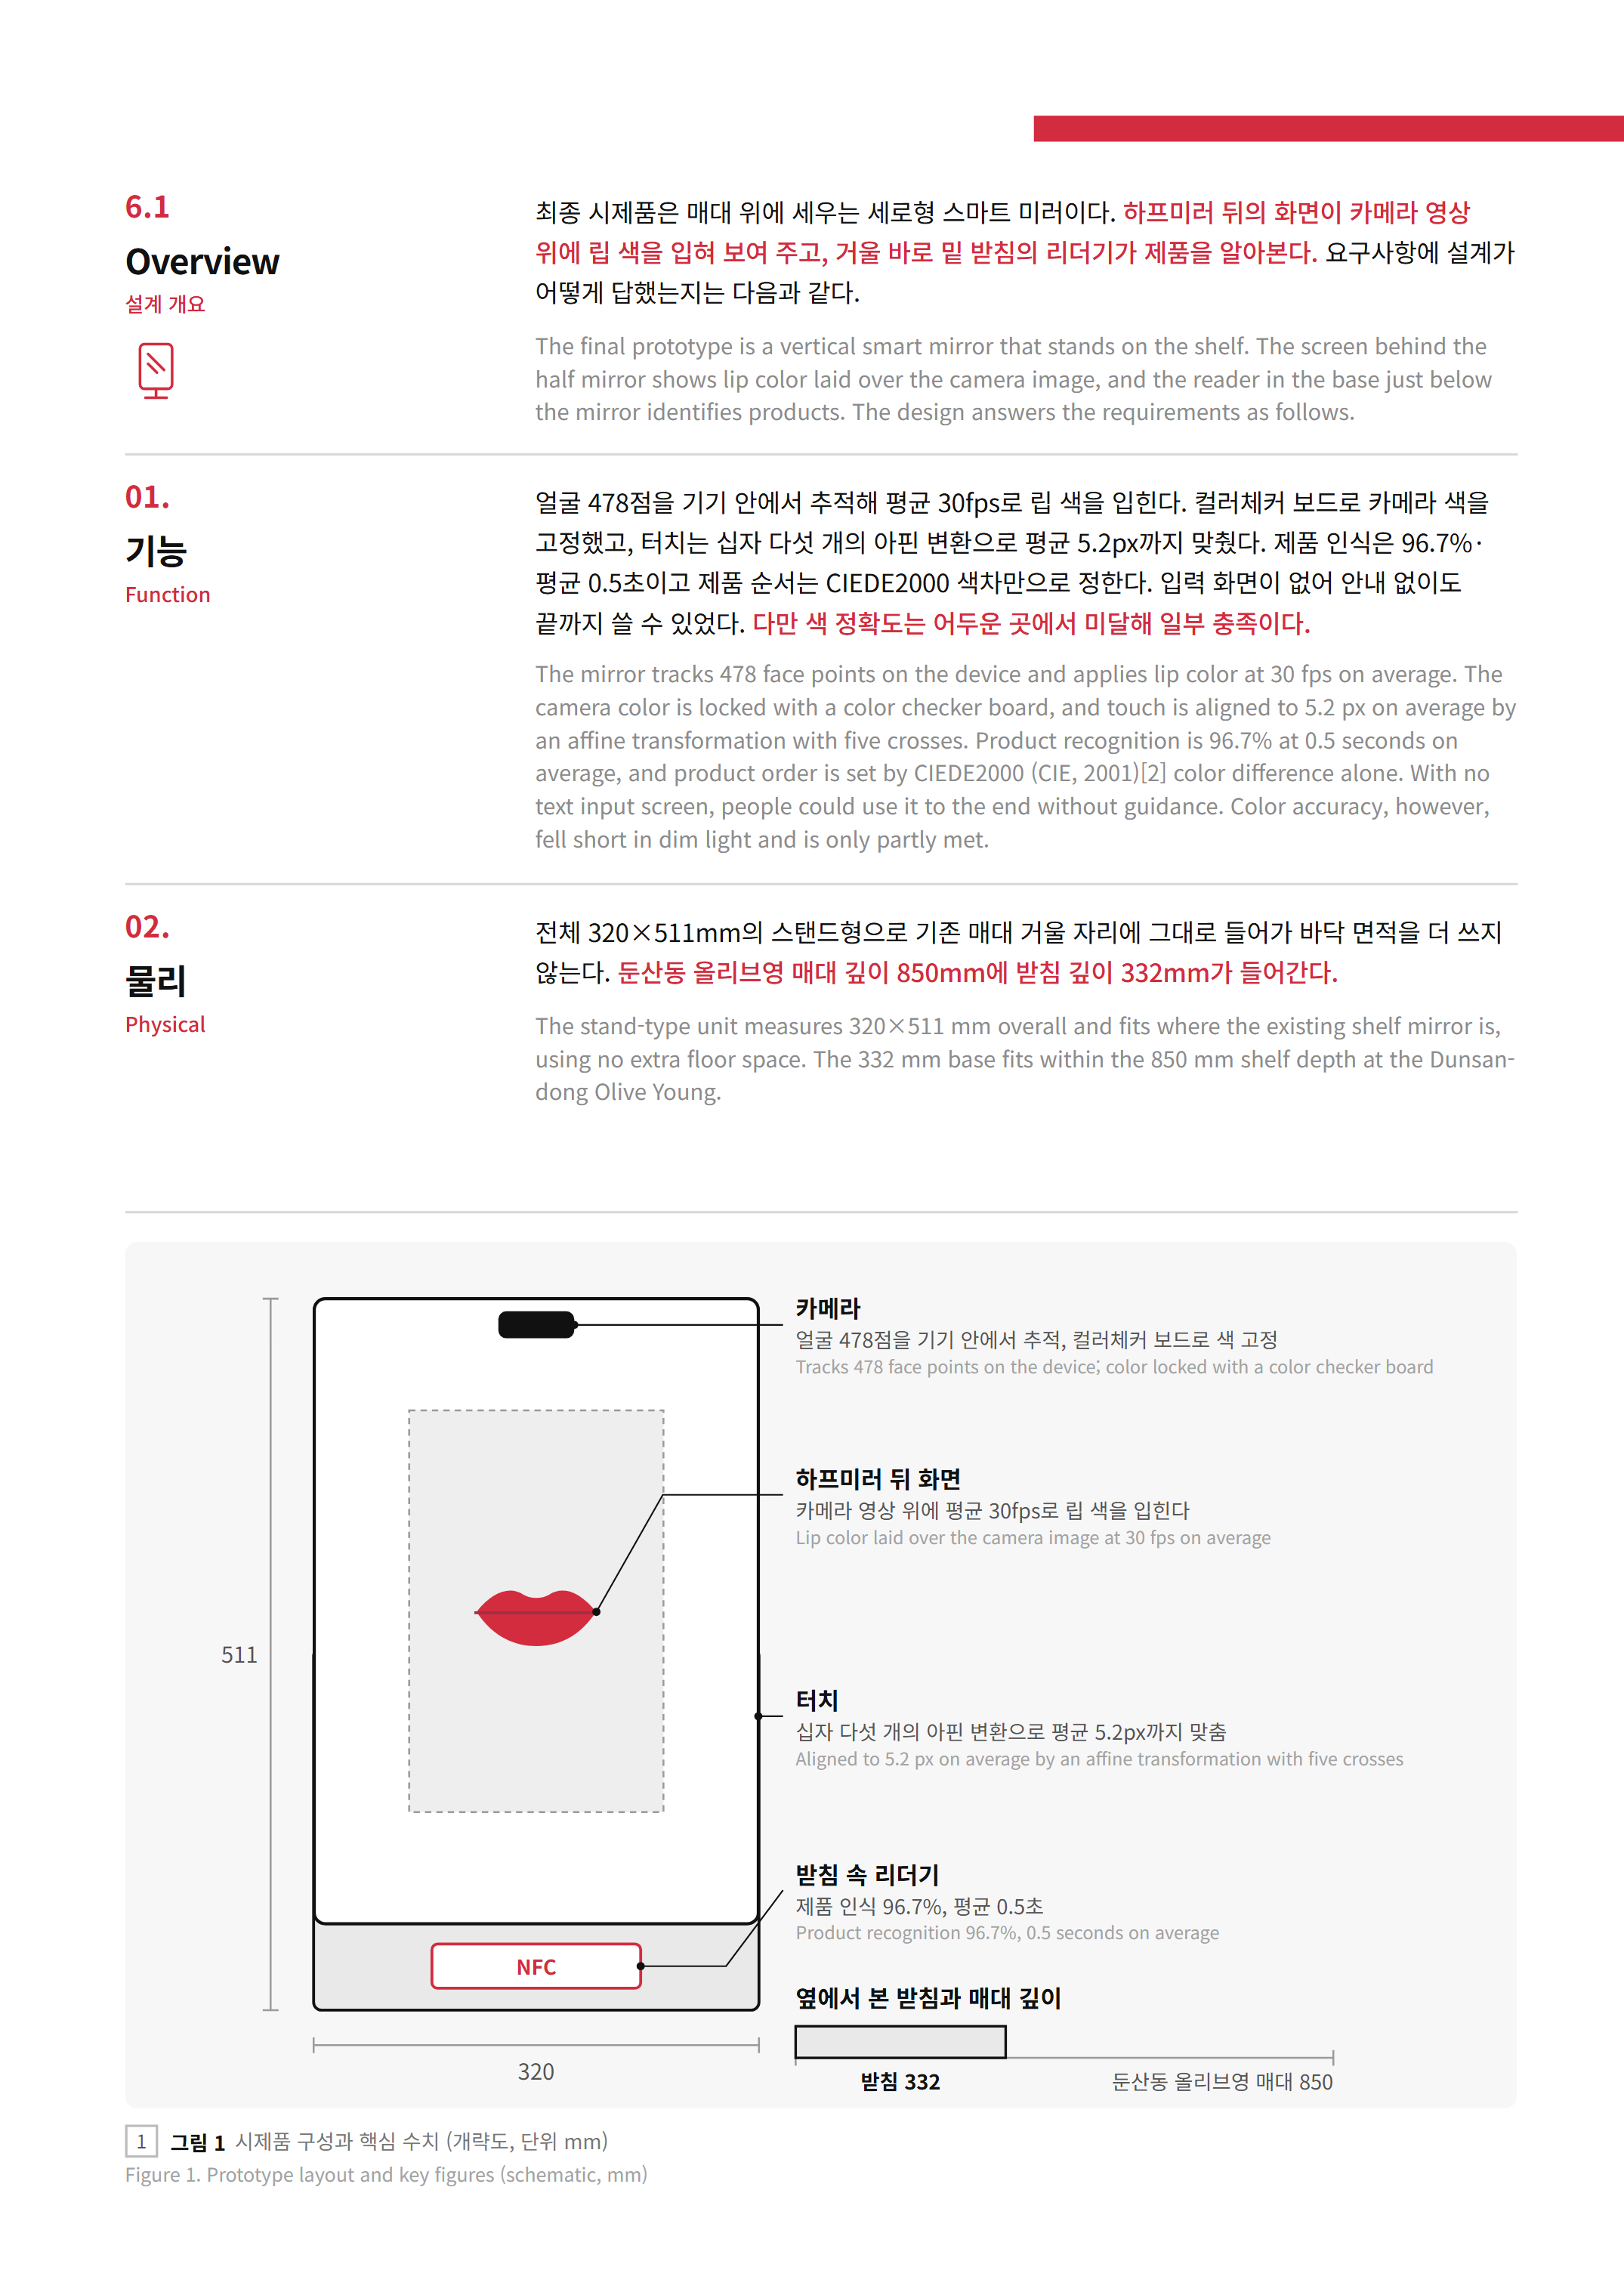 6.1
Overview
설계 개요
최종 시제품은 매대 위에 세우는 세로형 스마트 미러이다. 하프미러 뒤의 화면이 카메라 영상
위에 립 색을 입혀 보여 주고, 거울 바로 밑 받침의 리더기가 제품을 알아본다. 요구사항에 설계가
어떻게 답했는지는 다음과 같다.
The final prototype is a vertical smart mirror that stands on the shelf. The screen behind the
half mirror shows lip color laid over the camera image, and the reader in the base just below
the mirror identifies products. The design answers the requirements as follows.
01.
기능
Function
얼굴 478점을 기기 안에서 추적해 평균 30fps로 립 색을 입힌다. 컬러체커 보드로 카메라 색을
고정했고, 터치는 십자 다섯 개의 아핀 변환으로 평균 5.2px까지 맞췄다. 제품 인식은 96.7%·
평균 0.5초이고 제품 순서는 CIEDE2000 색차만으로 정한다. 입력 화면이 없어 안내 없이도
끝까지 쓸 수 있었다. 다만 색 정확도는 어두운 곳에서 미달해 일부 충족이다.
The mirror tracks 478 face points on the device and applies lip color at 30 fps on average. The
camera color is locked with a color checker board, and touch is aligned to 5.2 px on average by
an affine transformation with five crosses. Product recognition is 96.7% at 0.5 seconds on
average, and product order is set by CIEDE2000 (CIE, 2001)[2] color difference alone. With no
text input screen, people could use it to the end without guidance. Color accuracy, however,
fell short in dim light and is only partly met.
02.
물리
Physical
전체 320×511mm의 스탠드형으로 기존 매대 거울 자리에 그대로 들어가 바닥 면적을 더 쓰지
않는다. 둔산동 올리브영 매대 깊이 850mm에 받침 깊이 332mm가 들어간다.
The stand-type unit measures 320×511 mm overall and fits where the existing shelf mirror is,
using no extra floor space. The 332 mm base fits within the 850 mm shelf depth at the Dunsan-
dong Olive Young.
카메라
얼굴 478점을 기기 안에서 추적, 컬러체커 보드로 색 고정
Tracks 478 face points on the device; color locked with a color checker board
하프미러 뒤 화면
카메라 영상 위에 평균 30fps로 립 색을 입힌다
Lip color laid over the camera image at 30 fps on average
511
터치
십자 다섯 개의 아핀 변환으로 평균 5.2px까지 맞춤
Aligned to 5.2 px on average by an affine transformation with five crosses
받침 속 리더기
제품 인식 96.7%, 평균 0.5초
Product recognition 96.7%, 0.5 seconds on average
NFC
옆에서 본 받침과 매대 깊이
320
받침 332
둔산동 올리브영 매대 850
1 그림 1 시제품 구성과 핵심 수치 (개략도, 단위 mm)
Figure 1. Prototype layout and key figures (schematic, mm)